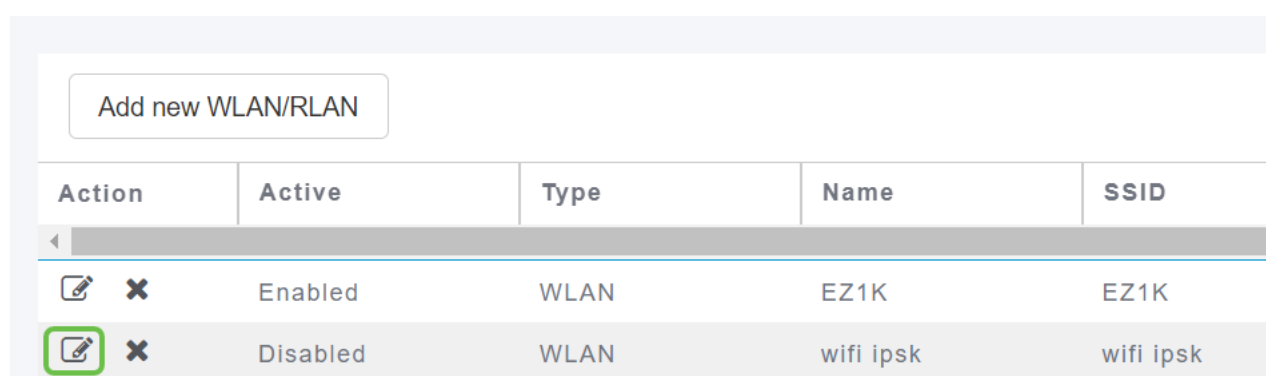 Add new WLAN/RLAN
Action Active Type Name SSID
Enabled WLAN EZ1K EZ1K
Disabled WLAN wifi ipsk wifi ipsk